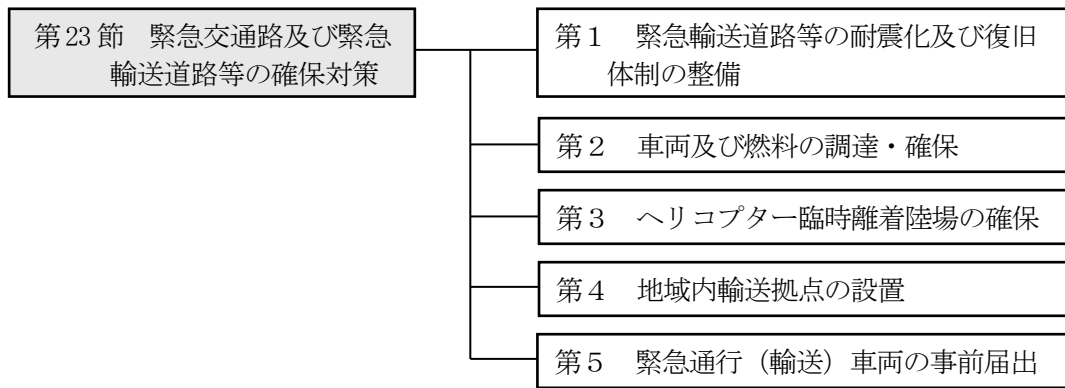 第23節　緊急交通路及び緊急
輸送道路等の確保対策
第１　緊急輸送道路等の耐震化及び復旧
体制の整備
第２　車両及び燃料の調達・確保
第３　ヘリコプター臨時離着陸場の確保
第４　地域内輸送拠点の設置
第５　緊急通行（輸送）車両の事前届出